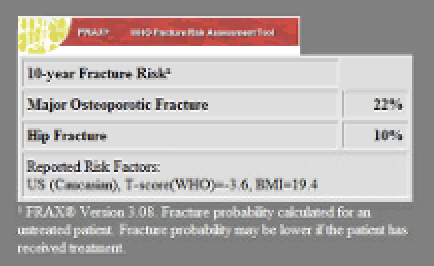 FRAX® WHO Fracture Risk Assessment Tool
10-year Fracture Risk¹
Major Osteoporotic Fracture 22%
Hip Fracture 10%
Reported Risk Factors:
US (Caucasian), T-score(WHO)=-3.6, BMI=19.4
¹ FRAX® Version 3.08. Fracture probability calculated for an
untreated patient. Fracture probability may be lower if the patient has
received treatment.